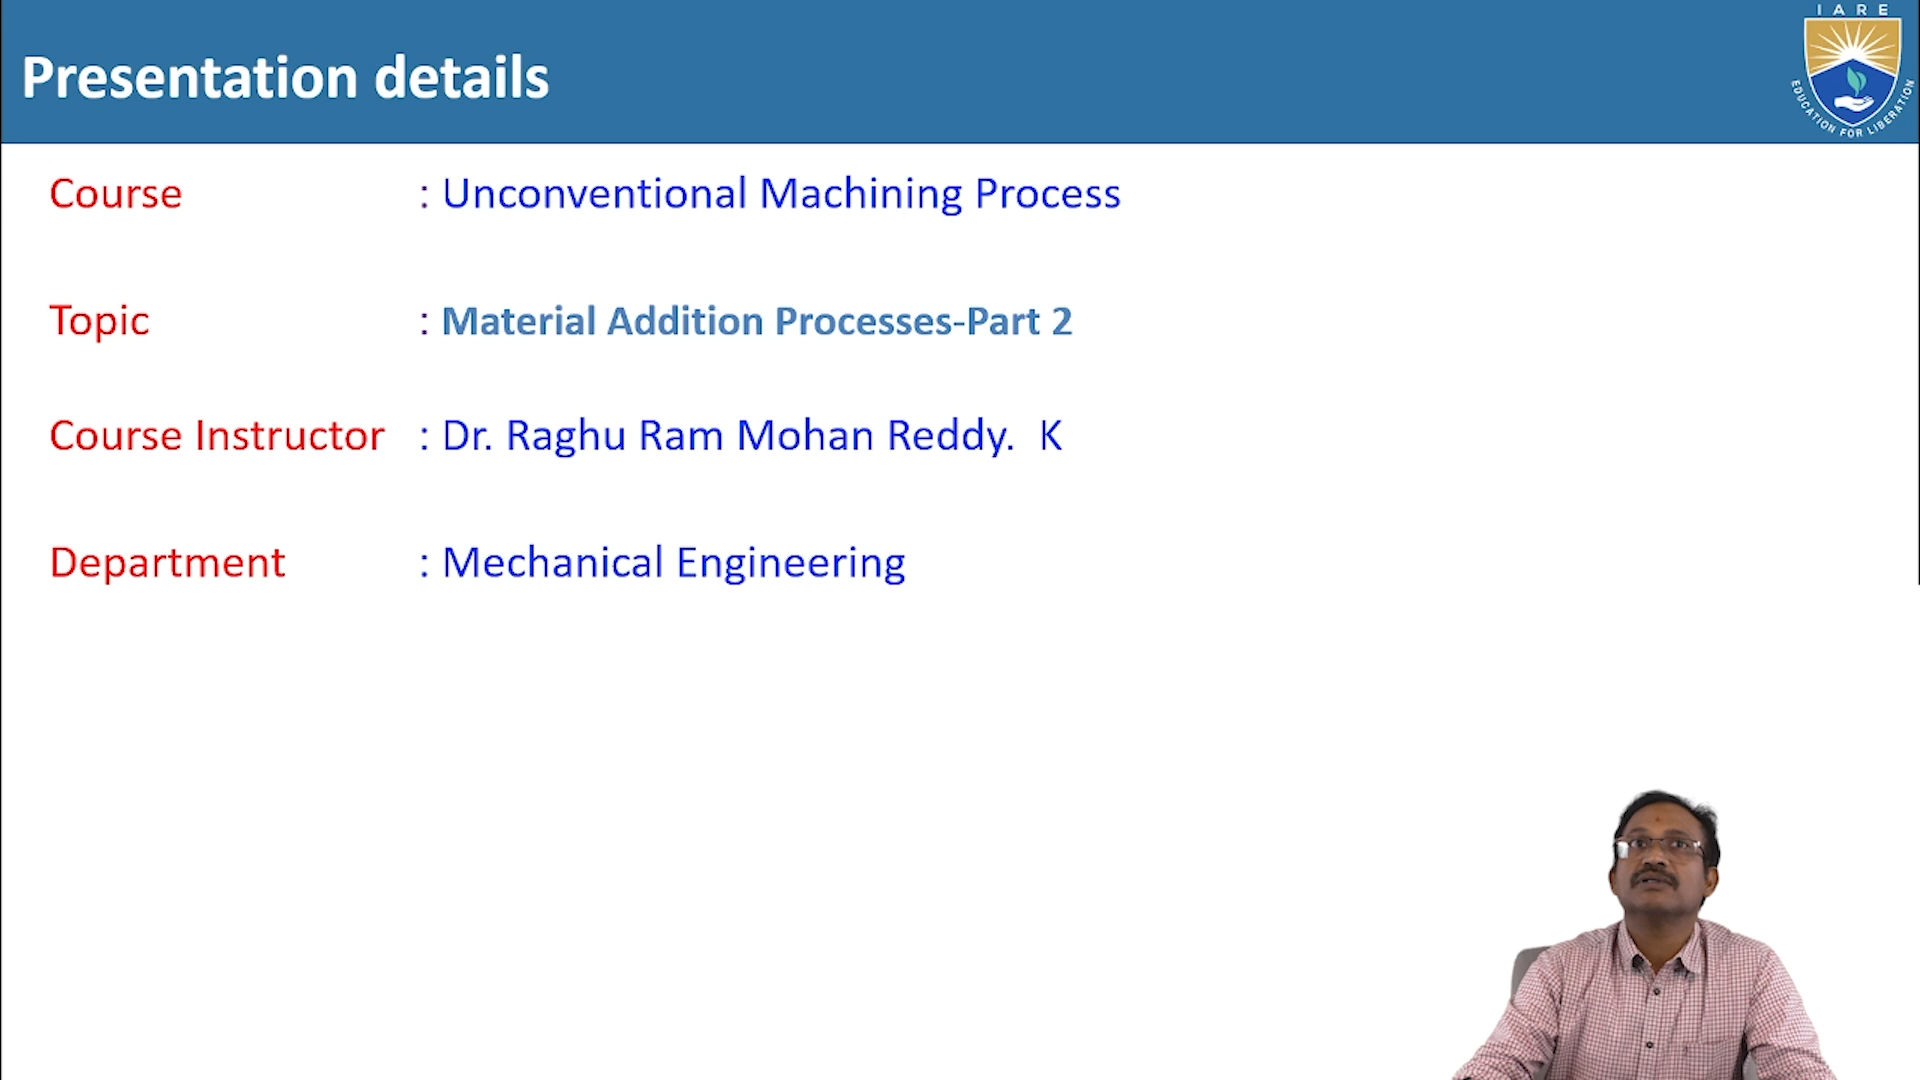 IARE
Presentation details
EDUCATION FOR LIBERATION
Course : Unconventional Machining Process
Topic : Material Addition Processes-Part 2
Course Instructor : Dr. Raghu Ram Mohan Reddy. K
Department : Mechanical Engineering